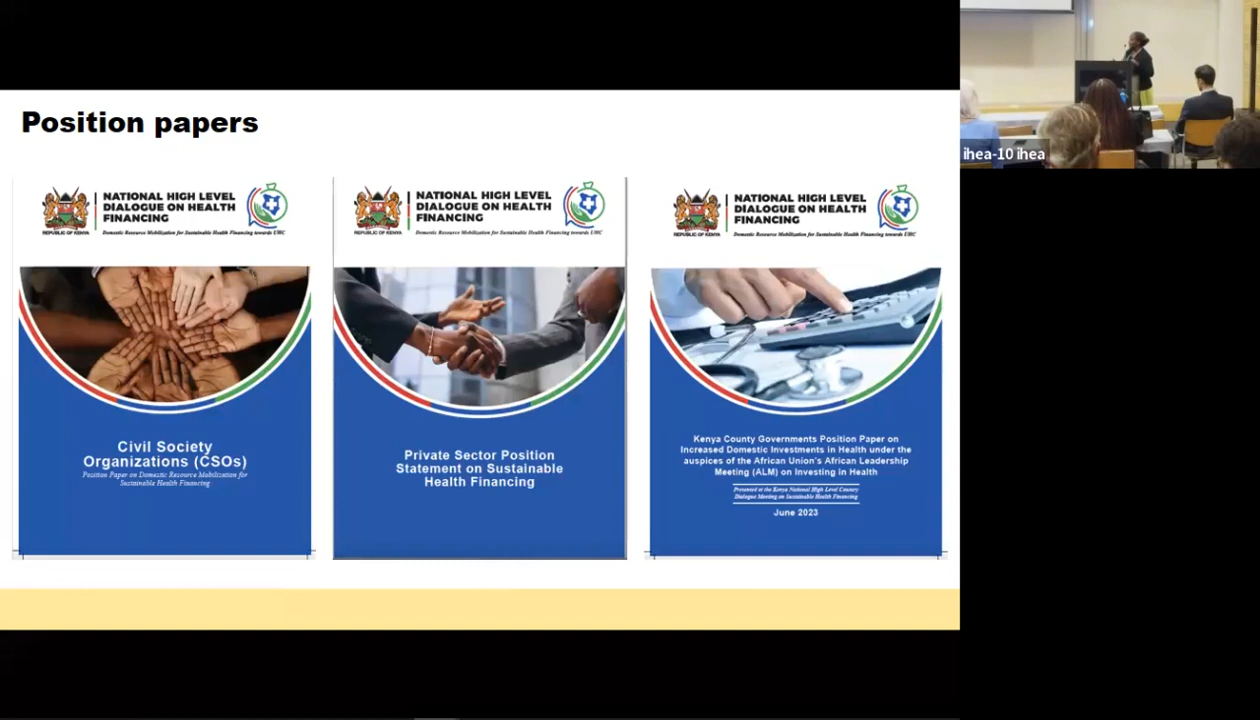 Position papers
NATIONAL HIGH LEVEL
DIALOGUE ON HEALTH
FINANCING
REPUBLIC OF KENYA
Domestic Resource Mobilization for Sustainable Health Financing towards UHC
Civil Society
Organizations (CSOs)
Position Paper on Domestic Resource Mobilization for
Sustainable Health Financing
NATIONAL HIGH LEVEL
DIALOGUE ON HEALTH
FINANCING
REPUBLIC OF KENYA
Domestic Resource Mobilization for Sustainable Health Financing towards UHC
Private Sector Position
Statement on Sustainable
Health Financing
NATIONAL HIGH LEVEL
DIALOGUE ON HEALTH
FINANCING
REPUBLIC OF KENYA
Domestic Resource Mobilization for Sustainable Health Financing towards UHC
Kenya County Governments Position Paper on
Increased Domestic Investments in Health under the
auspices of the African Union's African Leadership
Meeting (ALM) on Investing in Health
Presented at the Kenya National High Level County
Dialogue Meeting on Sustainable Health Financing
June 2023
ihea-10 ihea